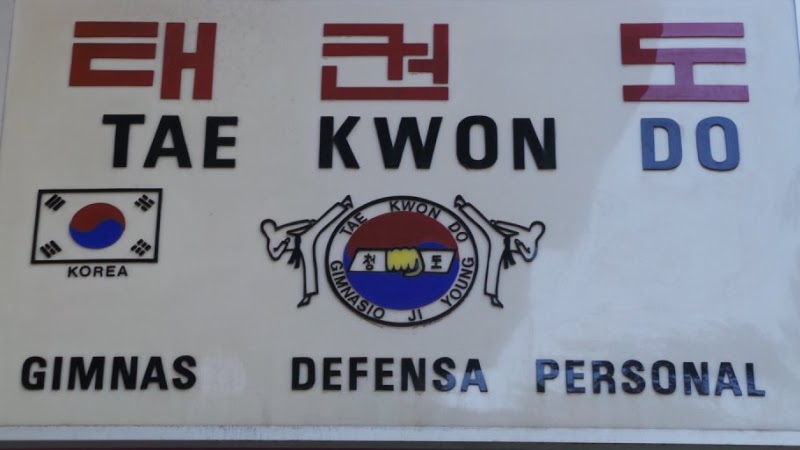 태 권 도
TAE KWON DO
KOREA
TAE KWON DO
청 도
GIMNASIO JI YOUNG
GIMNAS DEFENSA PERSONAL